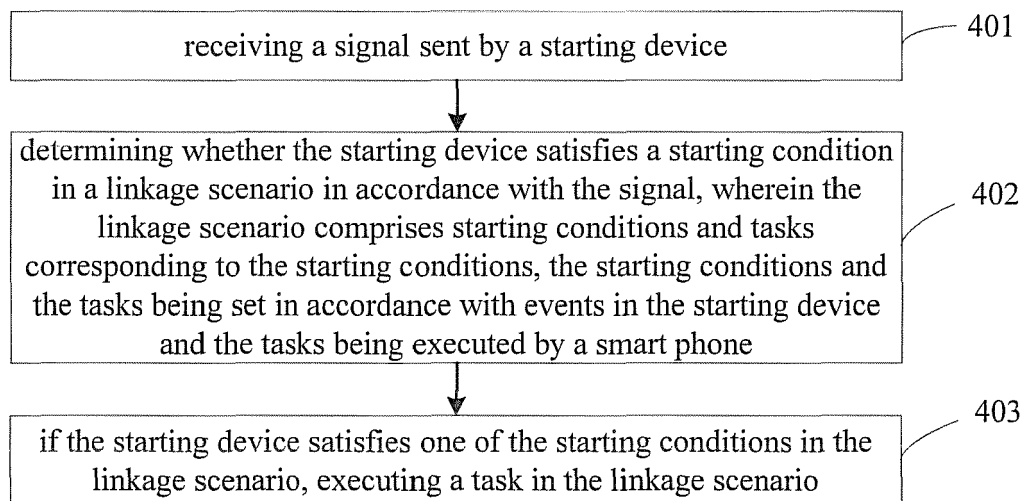 receiving a signal sent by a starting device
401
determining whether the starting device satisfies a starting condition
in a linkage scenario in accordance with the signal, wherein the
linkage scenario comprises starting conditions and tasks
corresponding to the starting conditions, the starting conditions and
the tasks being set in accordance with events in the starting device
and the tasks being executed by a smart phone
402
if the starting device satisfies one of the starting conditions in the
linkage scenario, executing a task in the linkage scenario
403